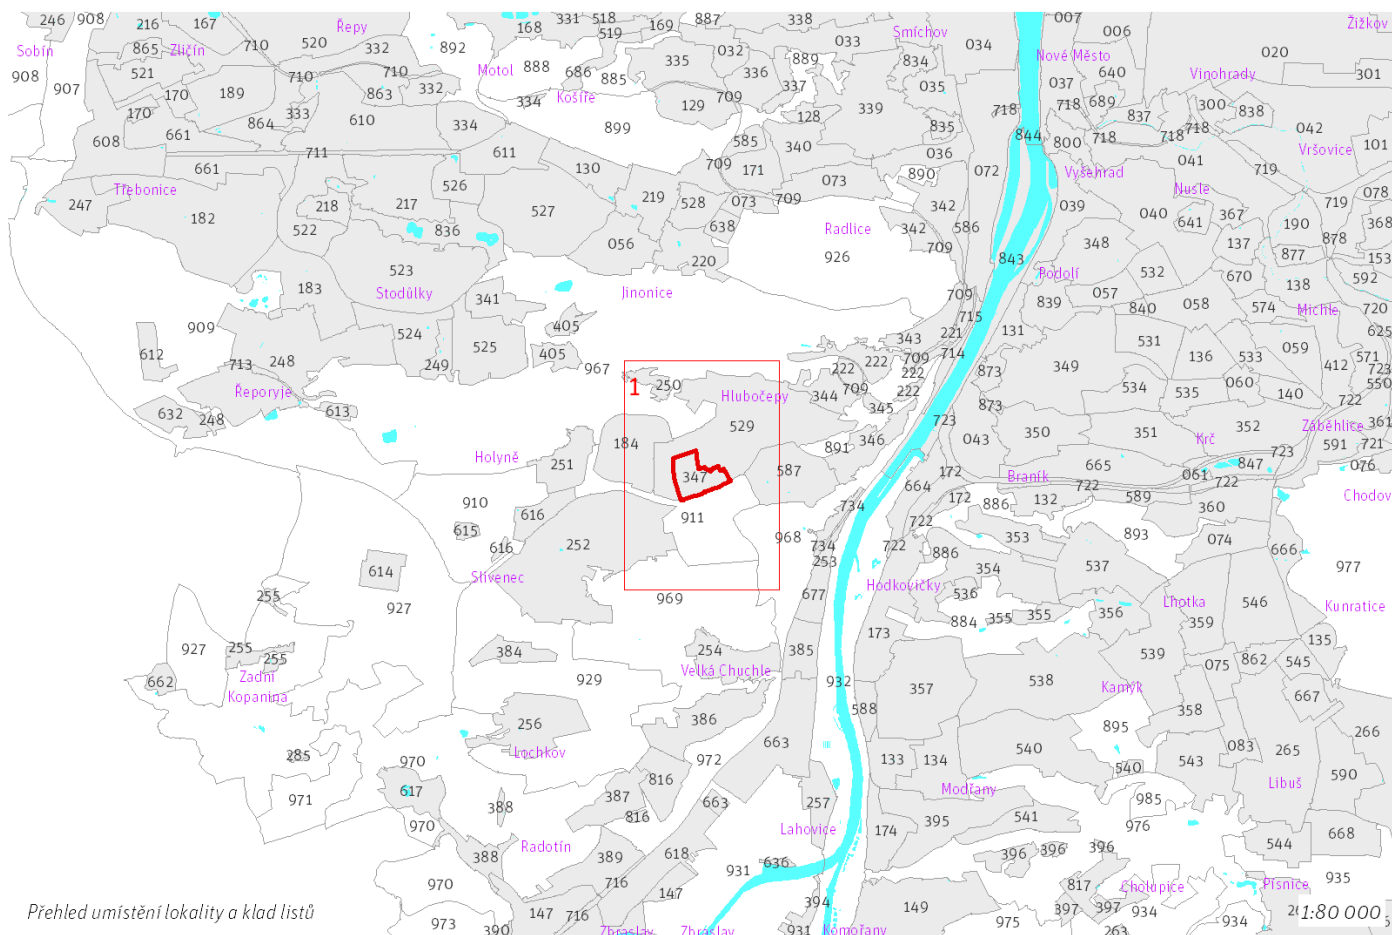 246 908 216 167 Řepy 331 518 169 887 338 007 Žižkov
Sobín 865 Zličín 710 520 332 892 168 519 032 033 Smíchov 034 006 020
908 907 521 170 189 710 710 863 332 Motol 888 686 885 335 336 889 834 Nové Město Vinohrady 301
170 864 333 610 334 334 Košíře 129 709 337 128 339 035 037 640 689 300 838
608 661 711 611 899 585 340 835 718 844 718 718 837 718 718 042 101
661 526 130 709 171 073 036 890 072 800 Vyšehrad 041 719 Vršovice
Třebonice 247 182 218 217 527 219 528 073 709 342 039 040 Nusle 367 190 719 078
522 836 056 638 Radlice 926 342 586 709 348 641 137 878 368
183 523 Stodůlky 220 Jinonice 843 Podolí 532 670 877 138 153 592
909 341 405 709 715 839 057 840 058 574 Michle 720
612 713 248 524 249 525 405 967 343 221 714 131 531 136 533 059 625
Řeporyje 1 250 222 222 709 222 873 349 534 535 060 412 571 723
632 248 613 Hlubočepy 344 709 222 345 873 140 550
184 529 891 346 723 043 350 351 Krč 352 722 Záběhlice 361
Holyně 251 347 587 172 Braník 665 722 061 847 723 591 721
910 616 911 734 664 172 886 132 589 722 360 076 Chodov
615 616 252 968 734 722 722 353 893 074 666
614 Slivenec 253 886 354 537 977
255 927 969 677 Hodkovičky 536 884 355 355 356 Lhotka 546 Kunratice
927 255 255 384 254 385 173 359 539 135
662 Zadní 929 Velká Chuchle 932 357 538 Kamýk 075 862 545
Kopanina 256 386 588 358 667
285 970 Lochkov 972 663 133 134 540 895 083 265 266
971 617 388 387 816 663 257 Modřany 540 543 Libuš 590
970 816 Lahovice 174 395 541 985 976
388 Radotín 389 618 931 636 396 396 396 544 668
970 716 147 394 149 817 Cholupice Písnice 935
Přehled umístění lokality a klad listů 1:80 000
973 390 147 716 Zbraslav Zbraslav 931 Komořany 975 397 397 263 934 934